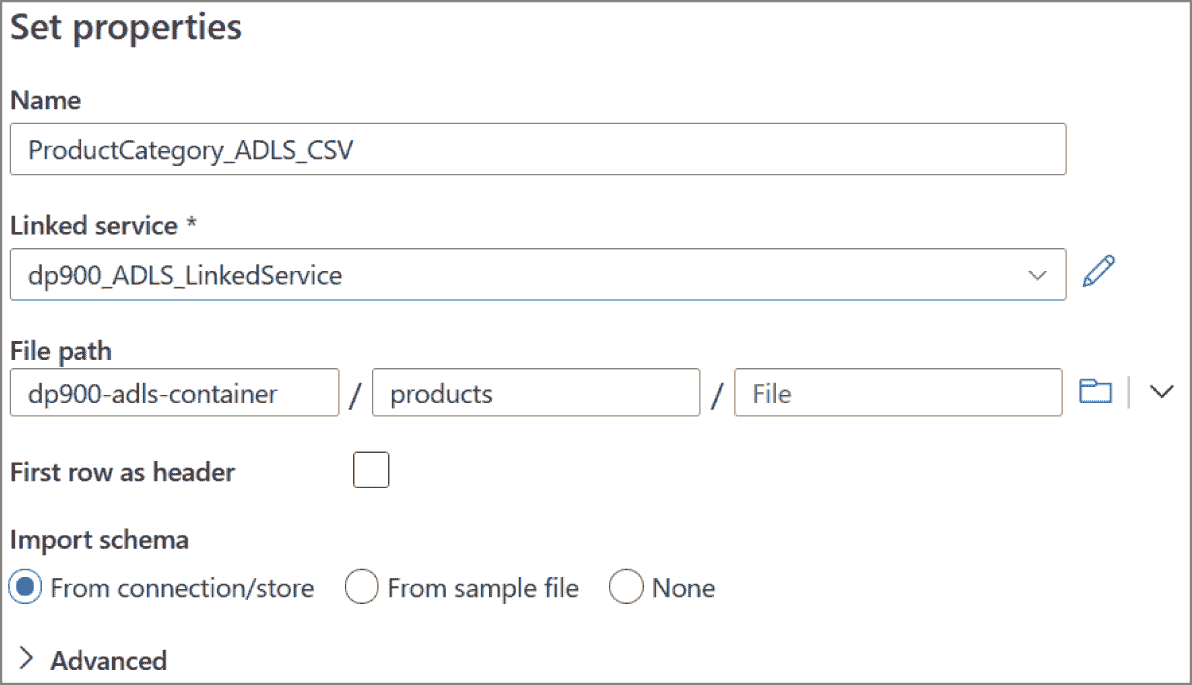 Set properties
Name
ProductCategory_ADLS_CSV
Linked service *
dp900_ADLS_LinkedService
File path
dp900-adls-container / products / File
First row as header
Import schema
From connection/store From sample file None
Advanced